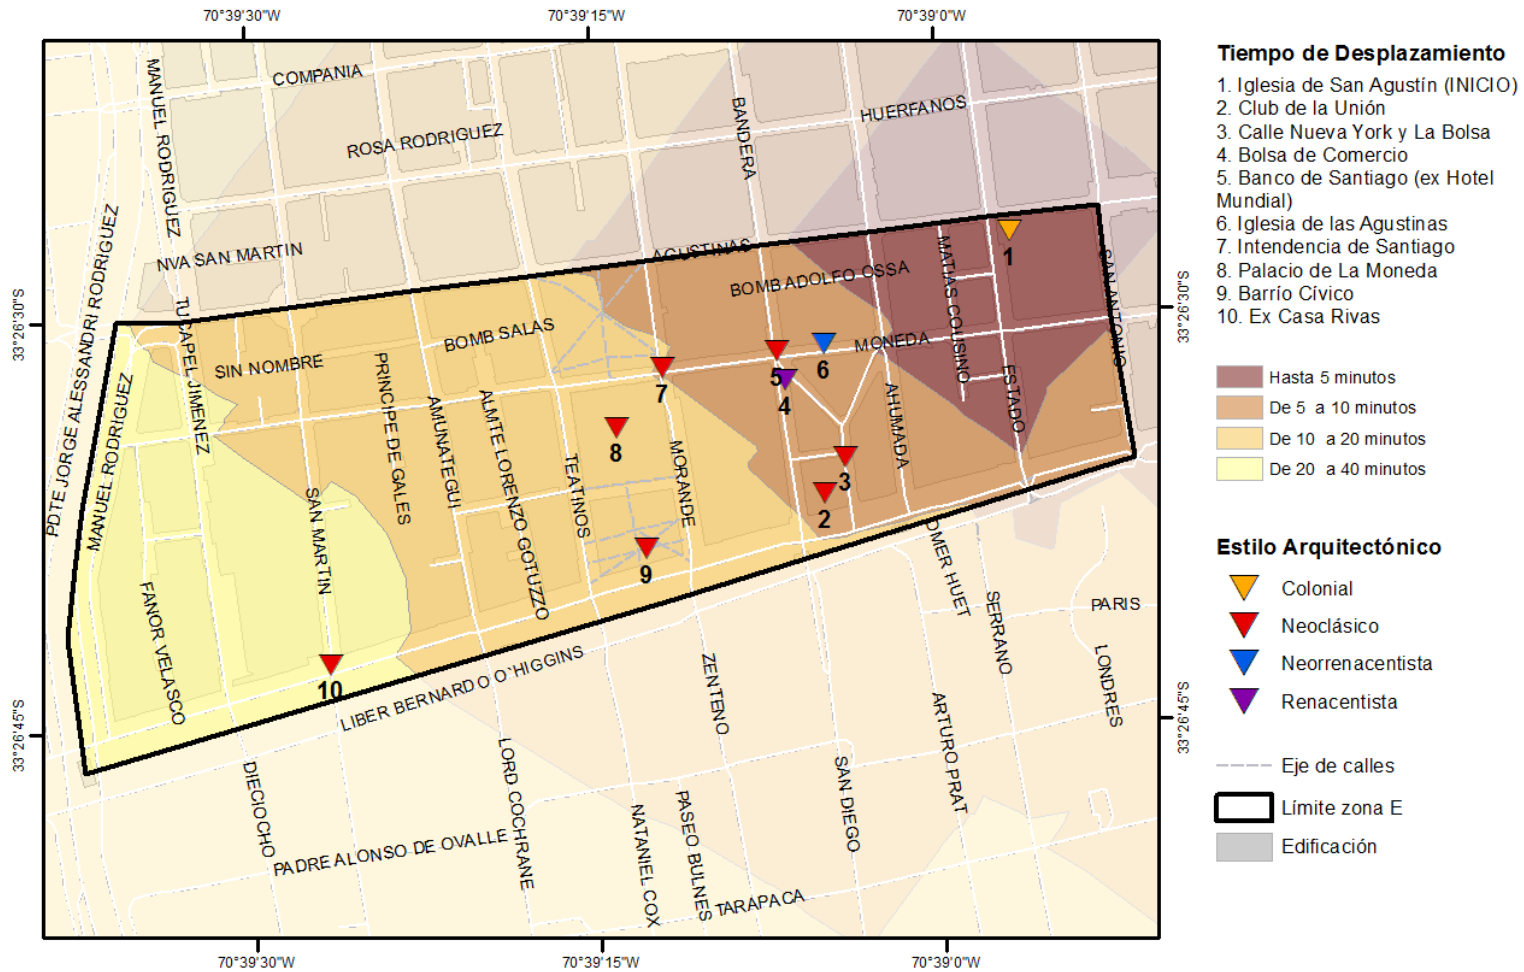 70°39'30"W
70°39'15"W
70°39'0"W
33°26'30"S
33°26'45"S
33°26'30"S
33°26'45"S
70°39'30"W
70°39'15"W
70°39'0"W
COMPANIA
MANUEL RODRIGUEZ
ROSA RODRIGUEZ
BANDERA
HUERFANOS
PDTE JORGE ALESSANDRI RODRIGUEZ
NVA SAN MARTIN
AGUSTINAS
MATIAS COUSINO
1
SAN ANTONIO
BOMB ADOLFO OSSA
TUCAPEL JIMENEZ
BOMB SALAS
SIN NOMBRE
MONEDA
6
5
4
7
PRINCIPE DE GALES
MANUEL RODRIGUEZ
AMUNATEGUI
ALMTE LORENZO GOTUZZO
AHUMADA
ESTADO
8
MORANDE
TEATINOS
3
2
SAN MARTIN
9
OMER HUET
SERRANO
PARIS
FANOR VELASCO
10
LIBER BERNARDO O`HIGGINS
ZENTENO
LONDRES
ARTURO PRAT
DIECIOCHO
LORD COCHRANE
SAN DIEGO
PADRE ALONSO DE OVALLE
NATANIEL COX
PASEO BULNES
TARAPACA
Tiempo de Desplazamiento
1. Iglesia de San Agustín (INICIO)
2. Club de la Unión
3. Calle Nueva York y La Bolsa
4. Bolsa de Comercio
5. Banco de Santiago (ex Hotel
Mundial)
6. Iglesia de las Agustinas
7. Intendencia de Santiago
8. Palacio de La Moneda
9. Barrío Cívico
10. Ex Casa Rivas
Hasta 5 minutos
De 5 a 10 minutos
De 10 a 20 minutos
De 20 a 40 minutos
Estilo Arquitectónico
Colonial
Neoclásico
Neorrenacentista
Renacentista
Eje de calles
Límite zona E
Edificación